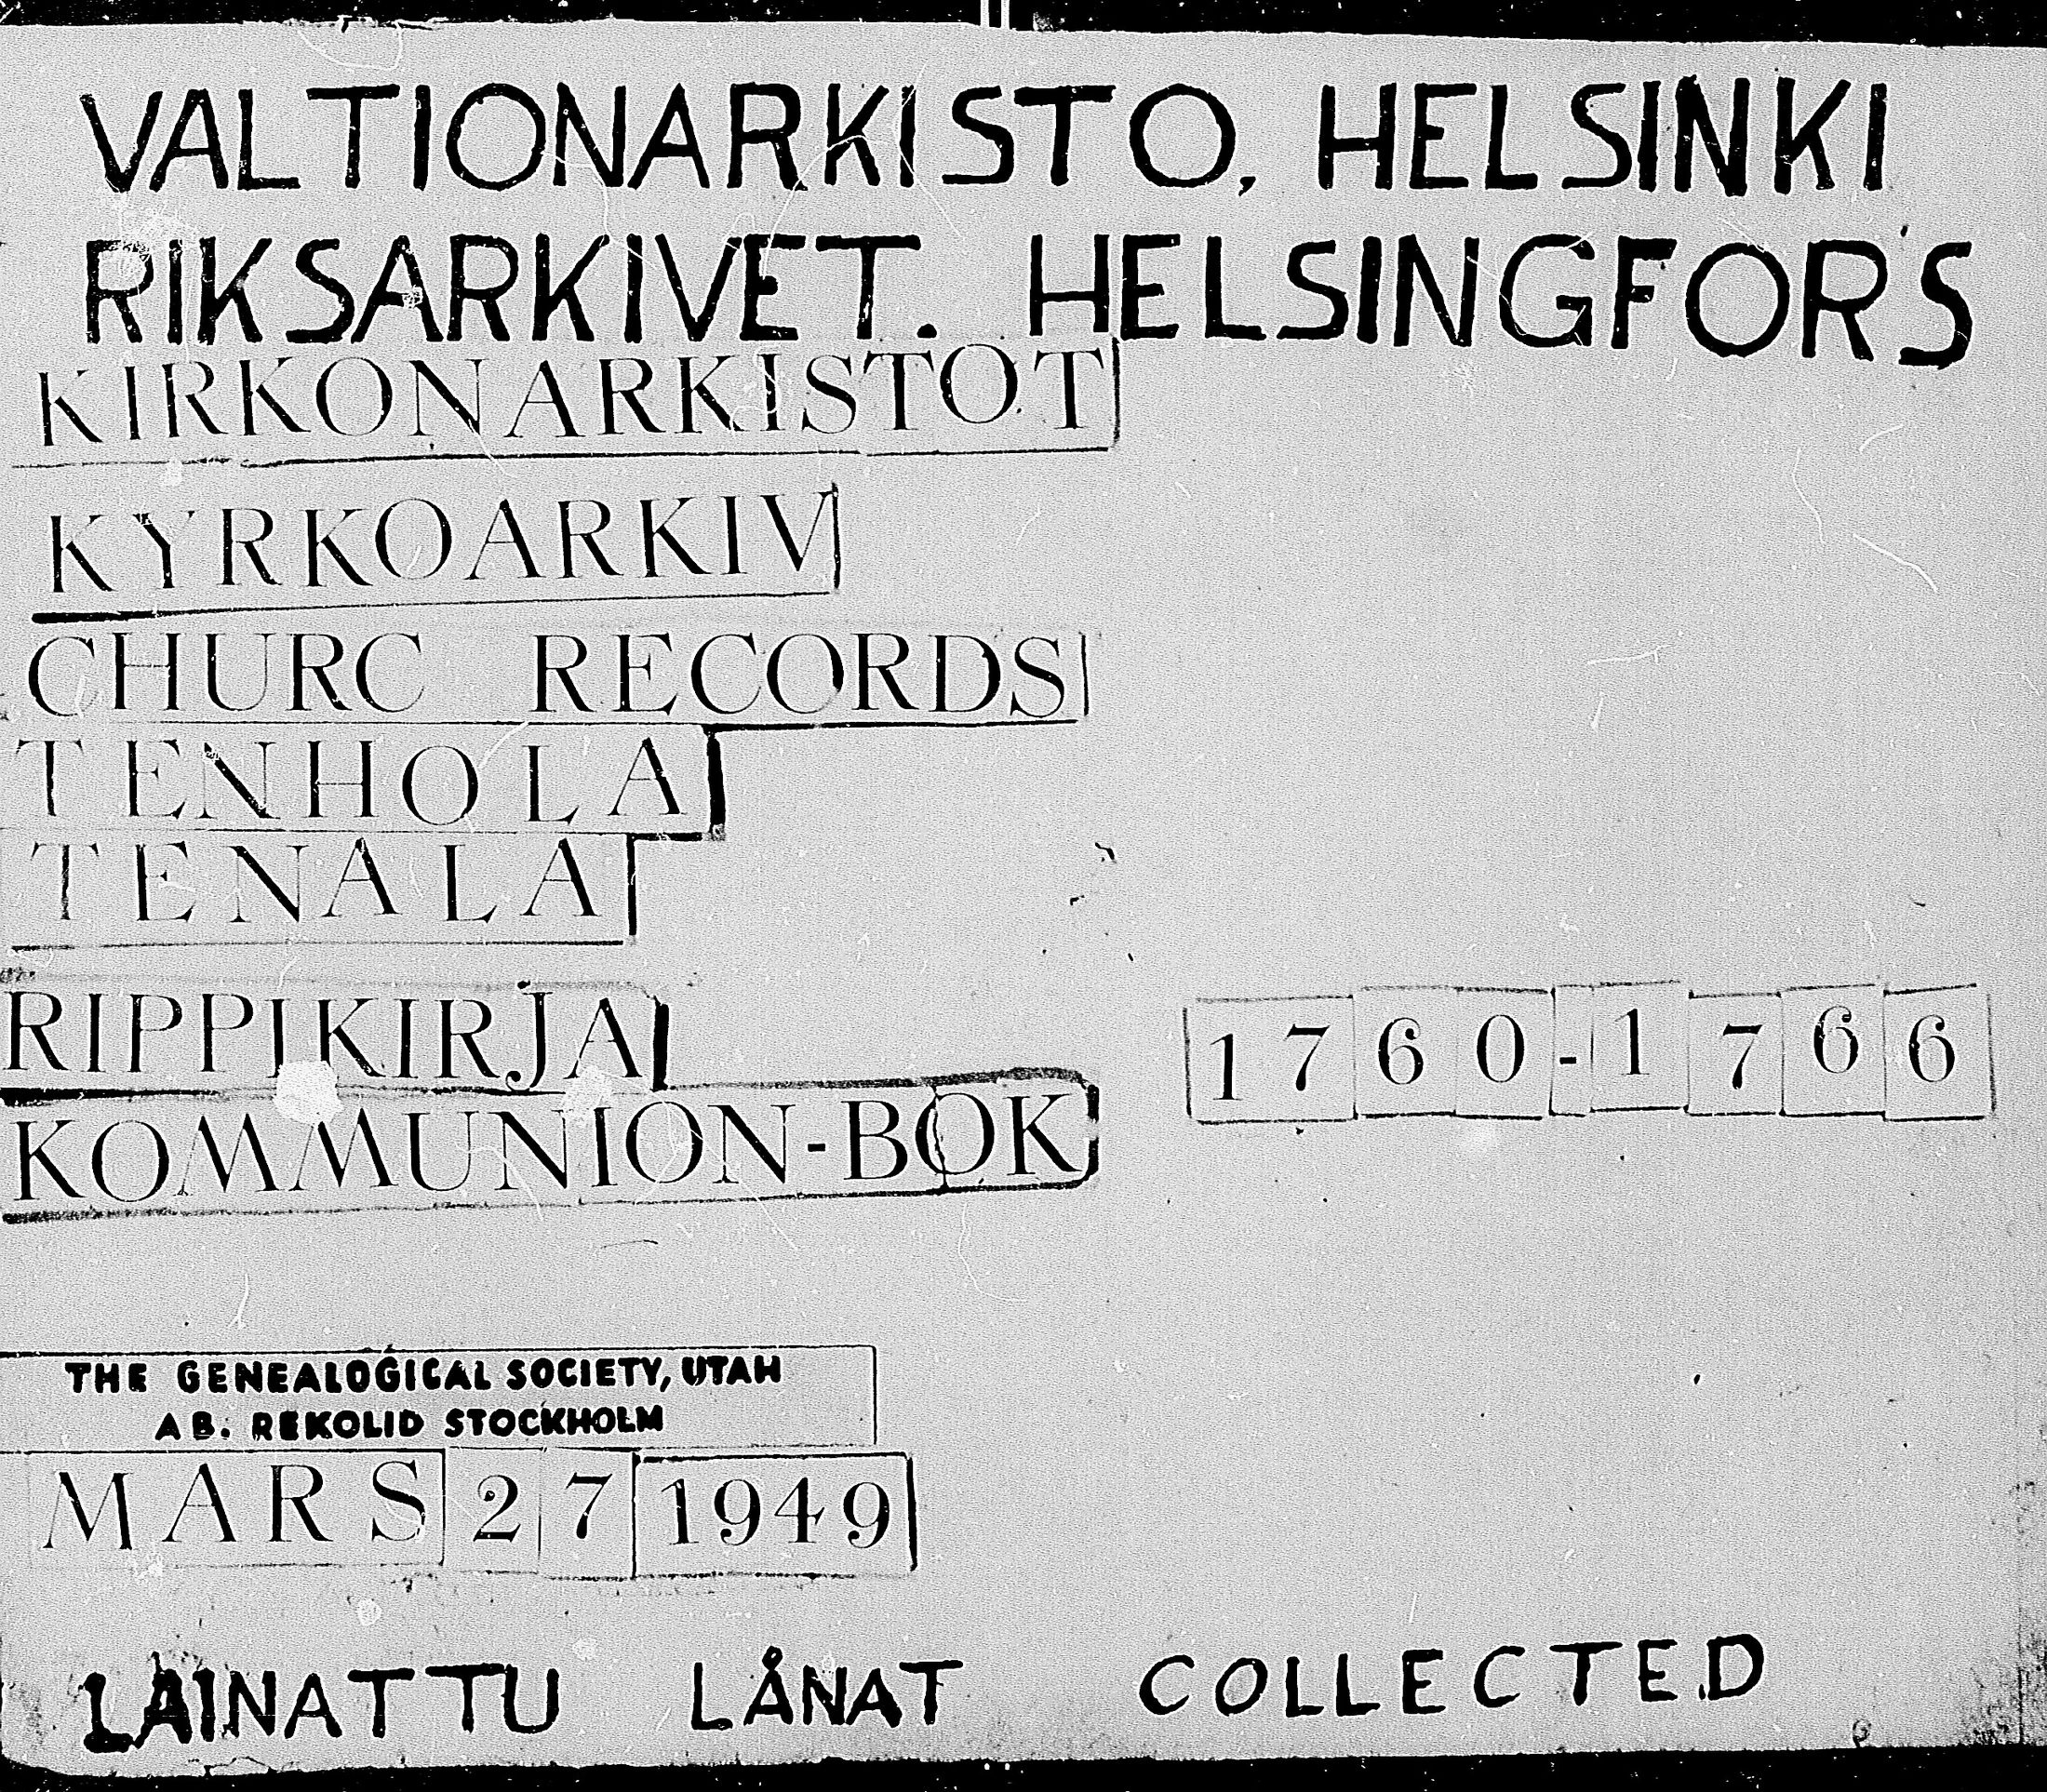 VALTIONARKISTO, HELSINKI
RIKSARKIVET. HELSINGFORS
KIRKONARKISTOT
KYRKOARKIV
CHURC RECORDS
TENHOLA
TENALA
RIPPIKIRJA
KOMMUNION-BOK
1760-1766
THE GENEALOGICAL SOCIETY, UTAH
AB. REKOLID STOCKHOLM
MARS 27 1949
LAINATTU LÅNAT COLLECTED